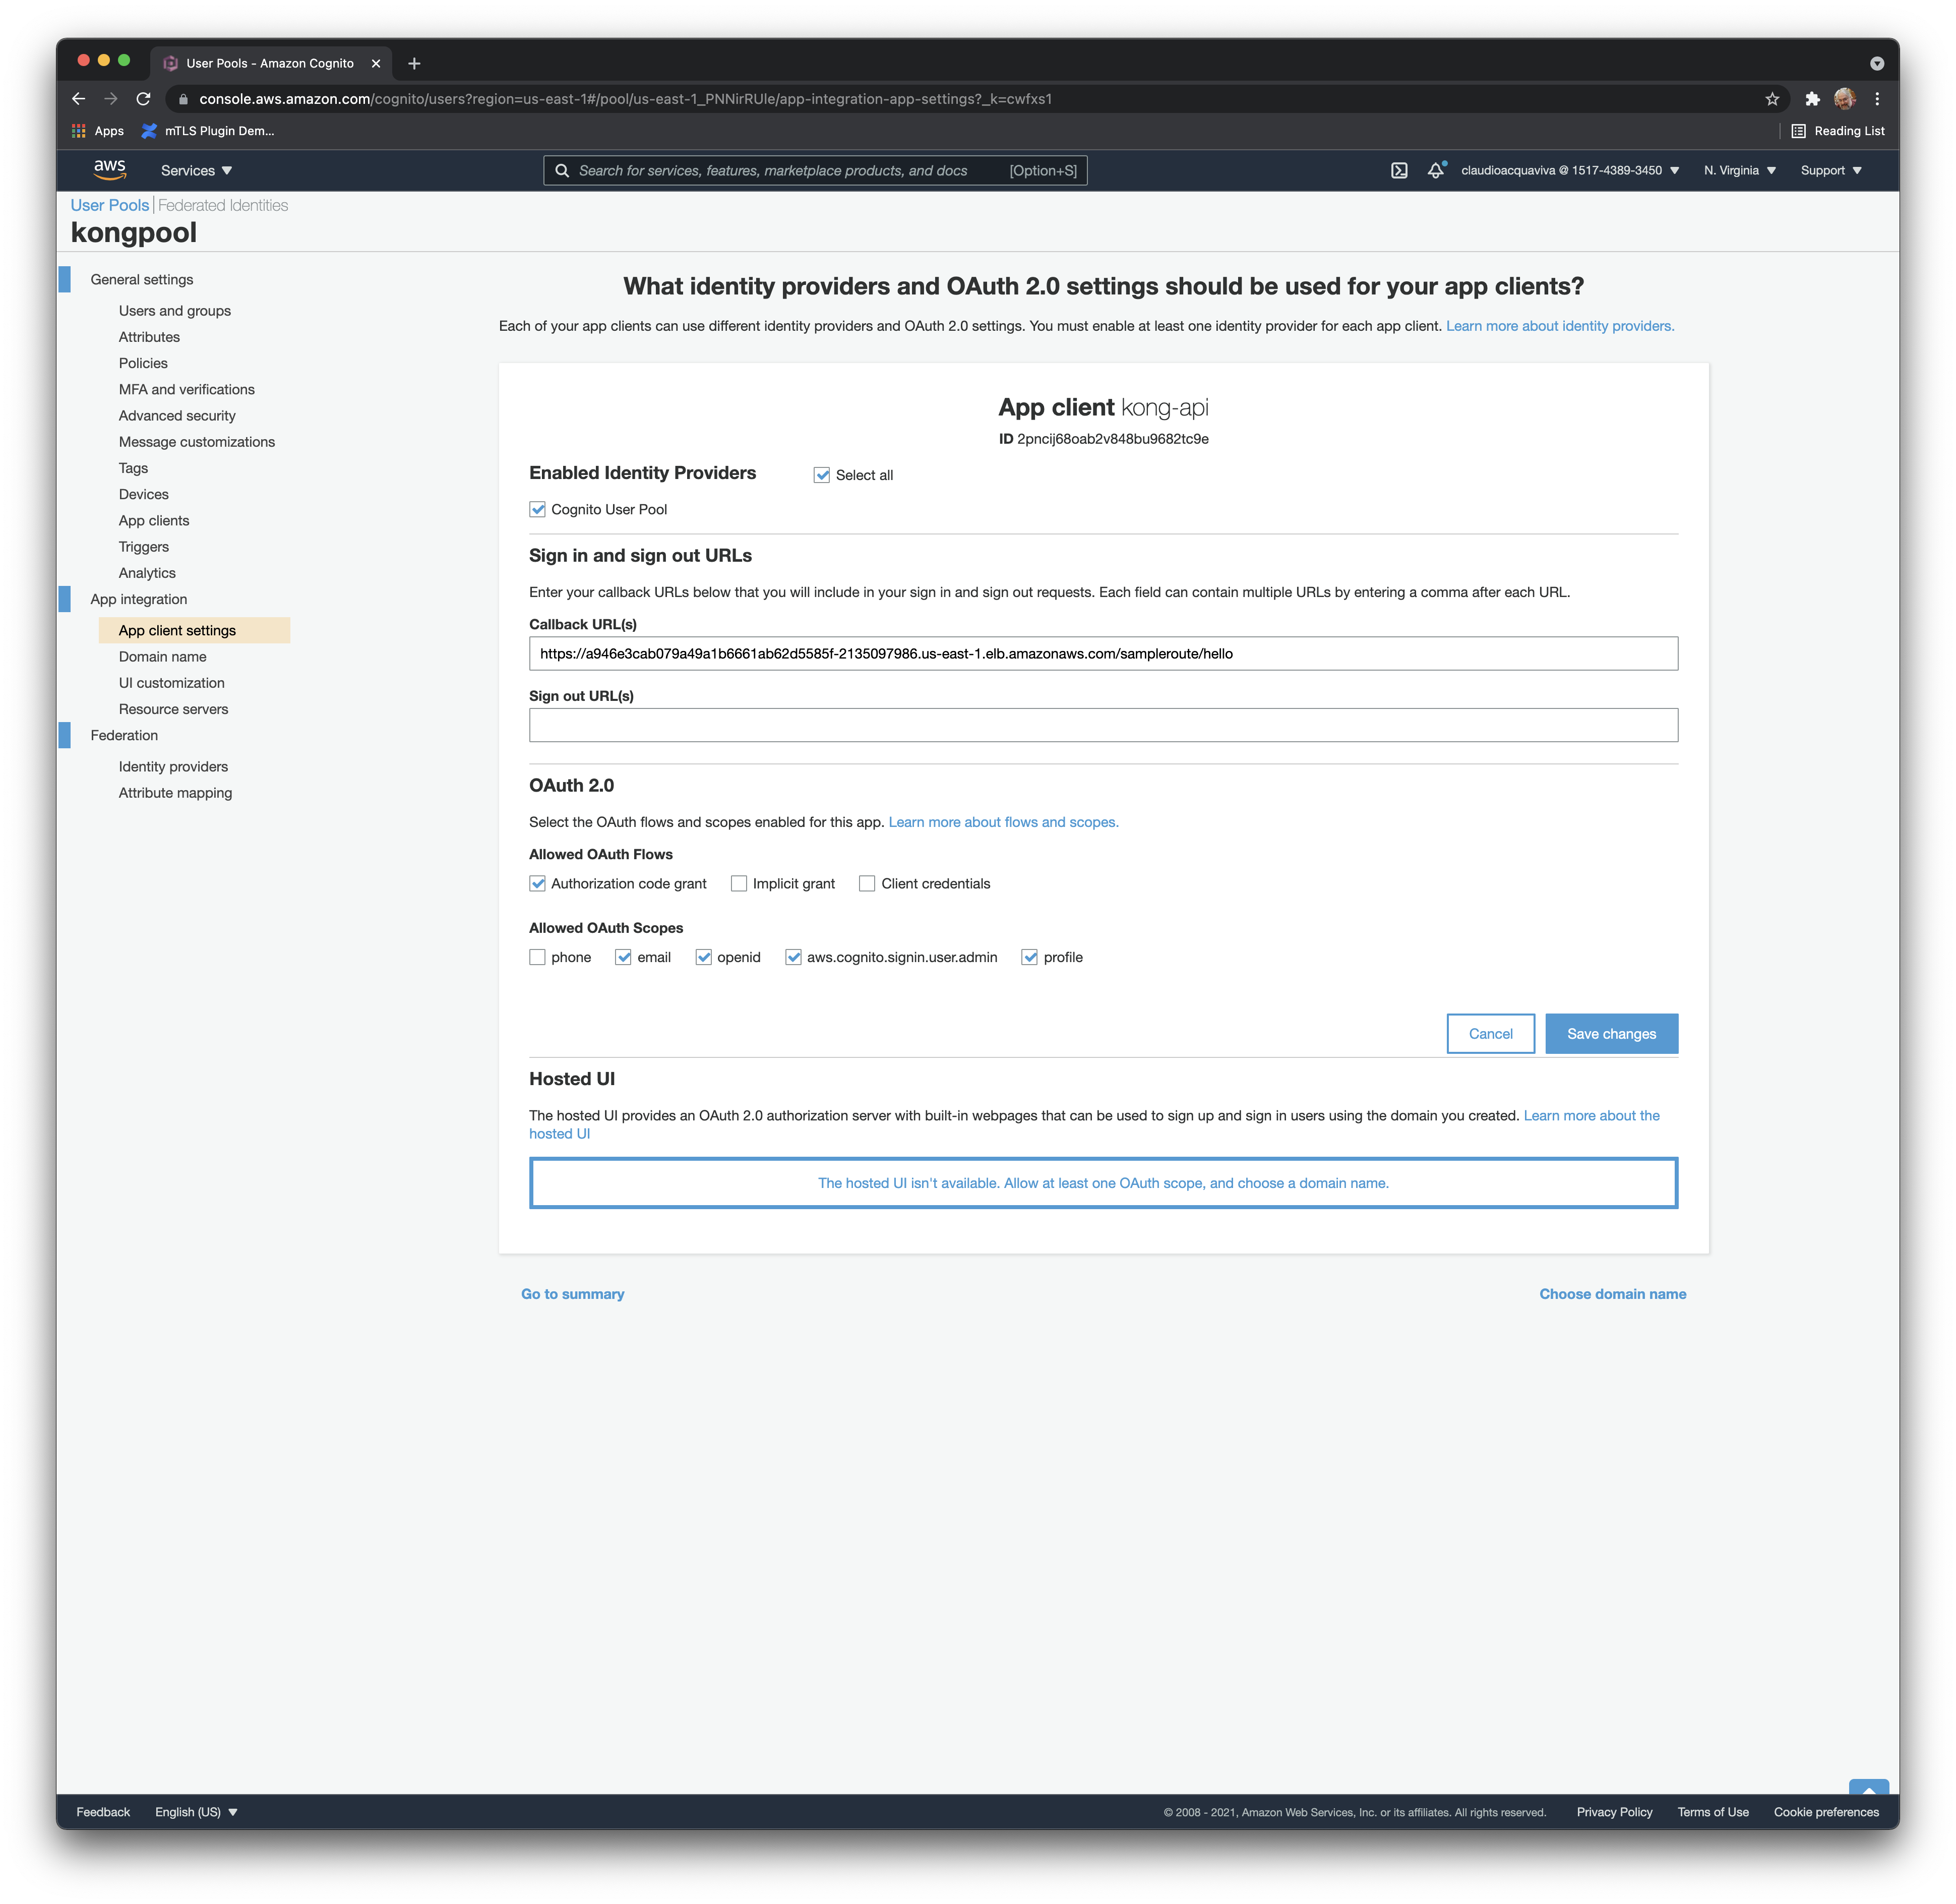 User Pools - Amazon Cognito
console.aws.amazon.com/cognito/users?region=us-east-1#/pool/us-east-1_PNNirRUle/app-integration-app-settings?_k=cwfxs1
Apps
mTLS Plugin Dem...
Reading List
aws
Services
Search for services, features, marketplace products, and docs
[Option+S]
claudioacquaviva @ 1517-4389-3450
N. Virginia
Support
User Pools | Federated Identities
kongpool
General settings
Users and groups
Attributes
Policies
MFA and verifications
Advanced security
Message customizations
Tags
Devices
App clients
Triggers
Analytics
App integration
App client settings
Domain name
UI customization
Resource servers
Federation
Identity providers
Attribute mapping
What identity providers and OAuth 2.0 settings should be used for your app clients?
Each of your app clients can use different identity providers and OAuth 2.0 settings. You must enable at least one identity provider for each app client. Learn more about identity providers.
App client kong-api
ID 2pncij68oab2v848bu9682tc9e
Enabled Identity Providers
Select all
Cognito User Pool
Sign in and sign out URLs
Enter your callback URLs below that you will include in your sign in and sign out requests. Each field can contain multiple URLs by entering a comma after each URL.
Callback URL(s)
https://a946e3cab079a49a1b6661ab62d5585f-2135097986.us-east-1.elb.amazonaws.com/sampleroute/hello
Sign out URL(s)
OAuth 2.0
Select the OAuth flows and scopes enabled for this app. Learn more about flows and scopes.
Allowed OAuth Flows
Authorization code grant
Implicit grant
Client credentials
Allowed OAuth Scopes
phone
email
openid
aws.cognito.signin.user.admin
profile
Cancel
Save changes
Hosted UI
The hosted UI provides an OAuth 2.0 authorization server with built-in webpages that can be used to sign up and sign in users using the domain you created. Learn more about the
hosted UI
The hosted UI isn't available. Allow at least one OAuth scope, and choose a domain name.
Go to summary
Choose domain name
Feedback
English (US)
© 2008 - 2021, Amazon Web Services, Inc. or its affiliates. All rights reserved.
Privacy Policy
Terms of Use
Cookie preferences